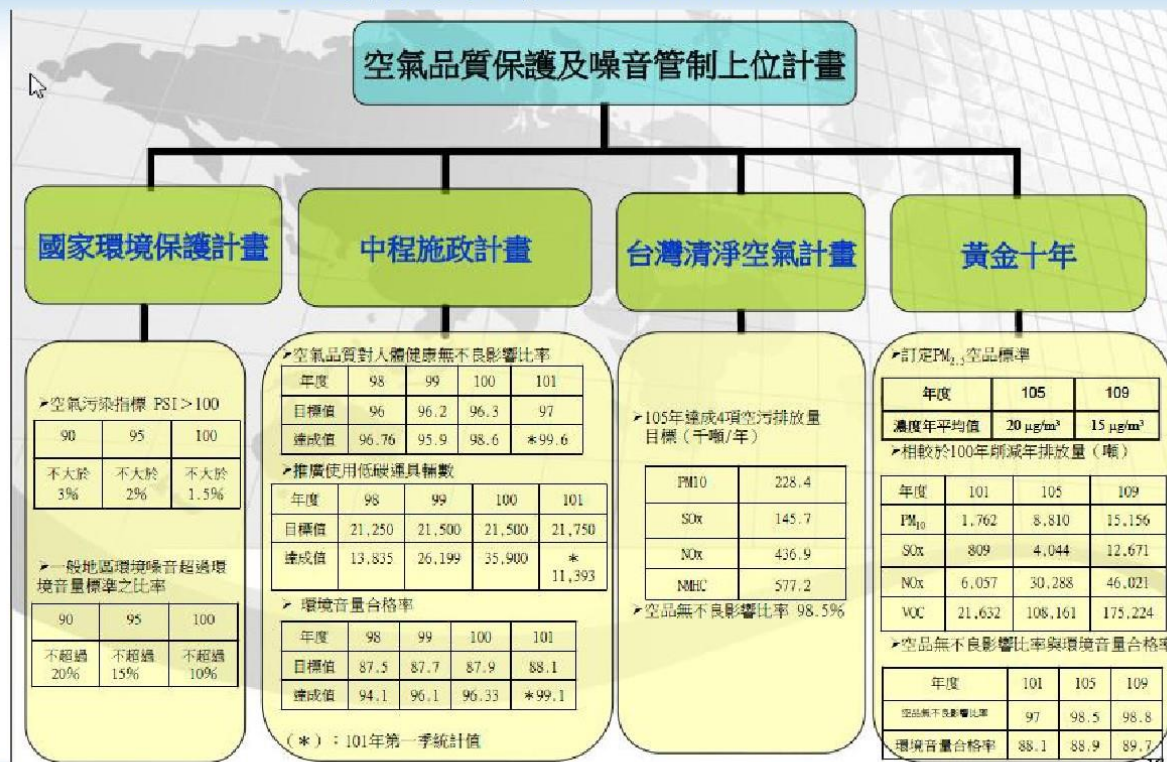 空氣品質保護及噪音管制上位計畫
國家環境保護計畫
➢空氣污染指標 PSI＞100
90 95 100
不大於 不大於 不大於
3% 2% 1.5%
➢一般地區環境噪音超過環
境音量標準之比率
90 95 100
不超過 不超過 不超過
20% 15% 10%
中程施政計畫
➢空氣品質對人體健康無不良影響比率
年度 98 99 100 101
目標值 96 96.2 96.3 97
達成值 96.76 95.9 98.6 *99.6
➢推廣使用低碳運具輛數
年度 98 99 100 101
目標值 21,250 21,500 21,500 21,750
達成值 13,835 26,199 35,900 *
11,393
➢ 環境音量合格率
年度 98 99 100 101
目標值 87.5 87.7 87.9 88.1
達成值 94.1 96.1 96.33 *99.1
（*）：101年第一季統計值
台灣清淨空氣計畫
➢105年達成4項空污排放量
目標（千噸/年）
PM10 228.4
SOx 145.7
NOx 436.9
NMHC 577.2
➢空品無不良影響比率 98.5%
黃金十年
➢訂定PM2.5空品標準
年度 105 109
濃度年平均值 20 μg/m³ 15 μg/m³
➢相較於100年削減年排放量（噸）
年度 101 105 109
PM10 1,762 8,810 15,156
SOx 809 4,044 12,671
NOx 6,057 30,288 46,021
VOC 21,632 108,161 175,224
➢空品無不良影響比率與環境音量合格率
年度 101 105 109
空品無不良影響比率 97 98.5 98.8
環境音量合格率 88.1 88.9 89.7